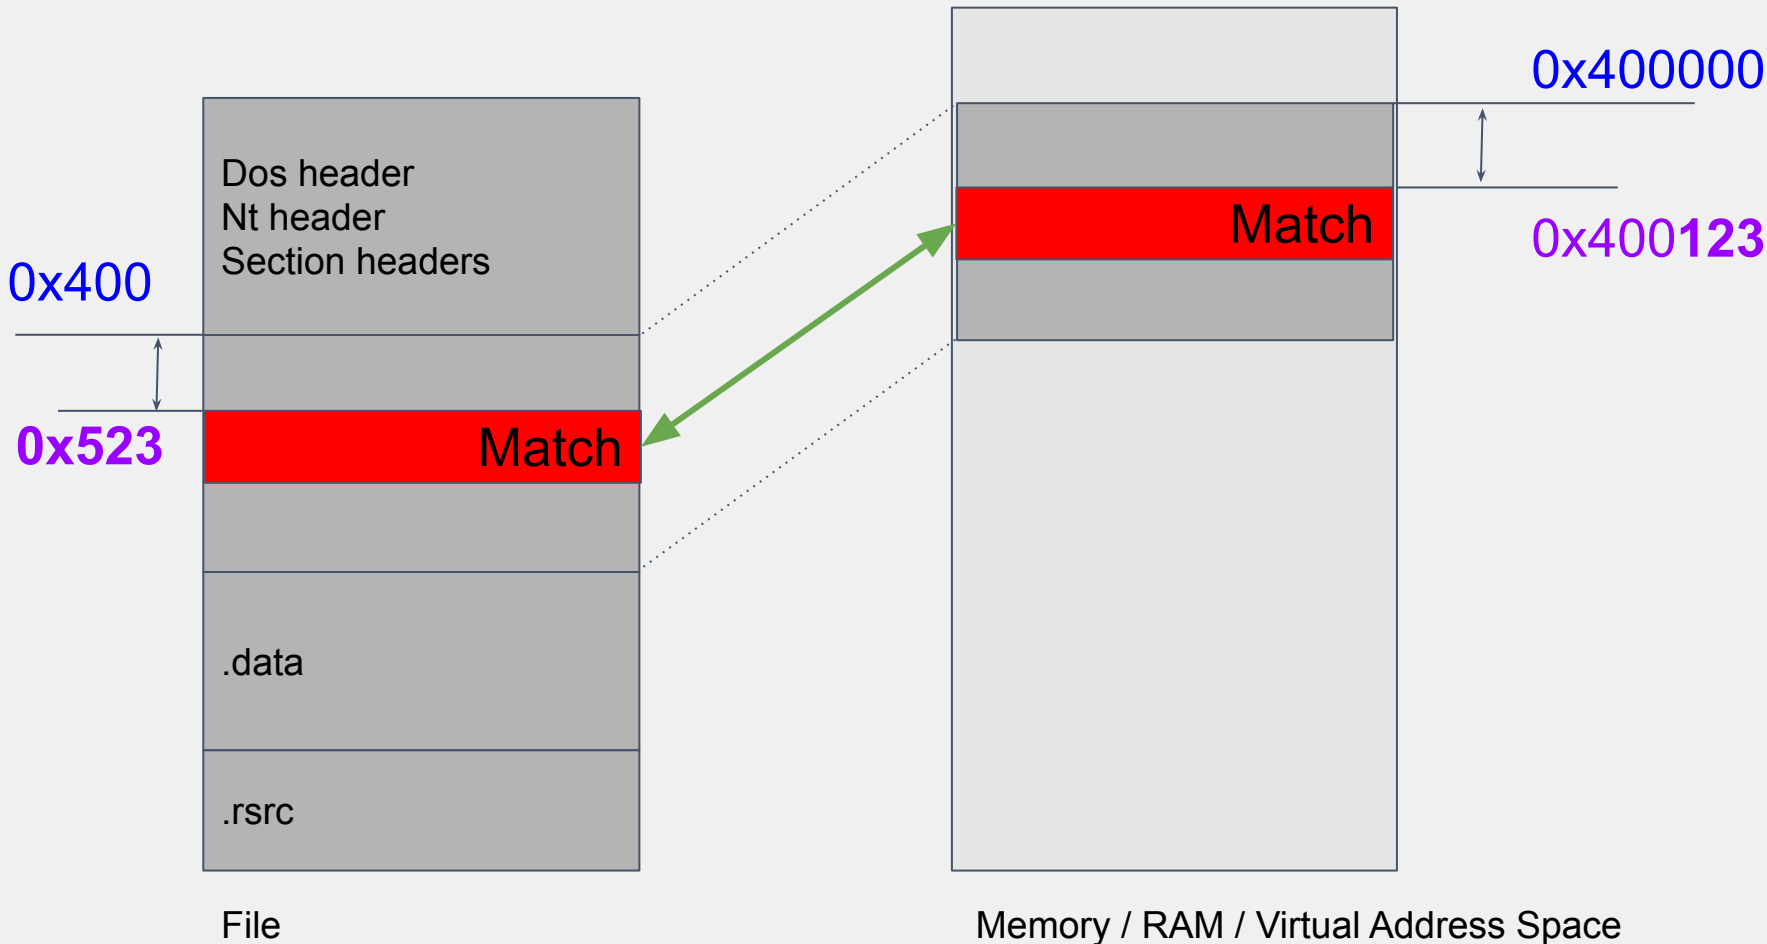 0x400000
Dos header
Nt header
Section headers
Match
0x400123
0x400
0x523
Match
.data
.rsrc
File
Memory / RAM / Virtual Address Space